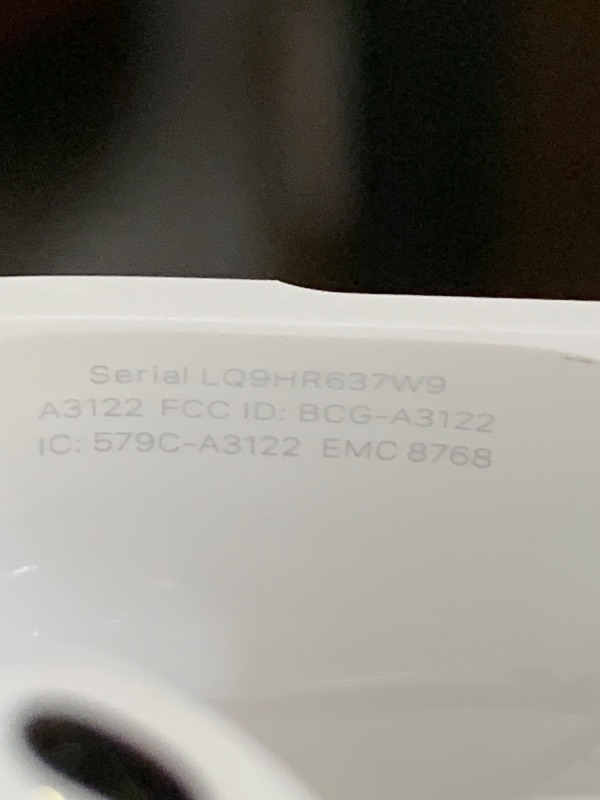 Serial LQ9HR637W9
A3122 FCC ID: BCG-A3122
IC: 579C-A3122 EMC 8768